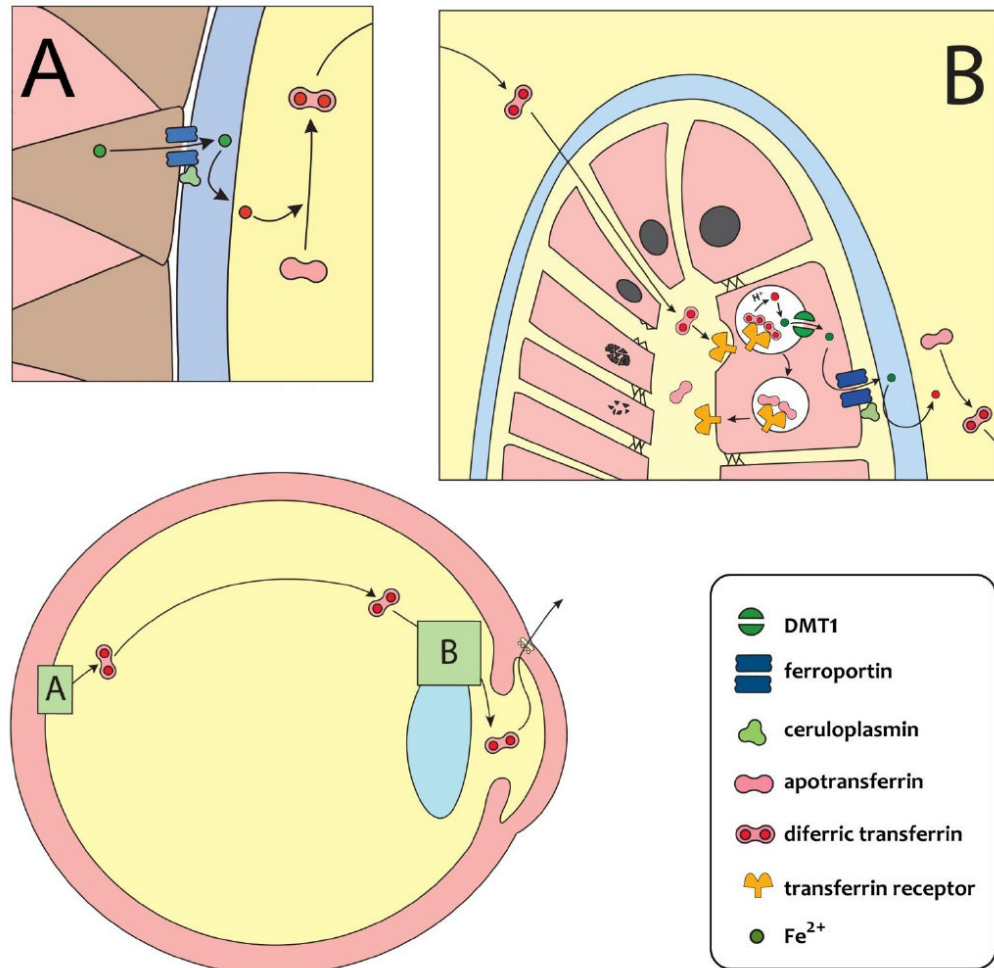 A
B
H⁺
A
B
DMT1
ferroportin
ceruloplasmin
apotransferrin
diferric transferrin
transferrin receptor
Fe²⁺